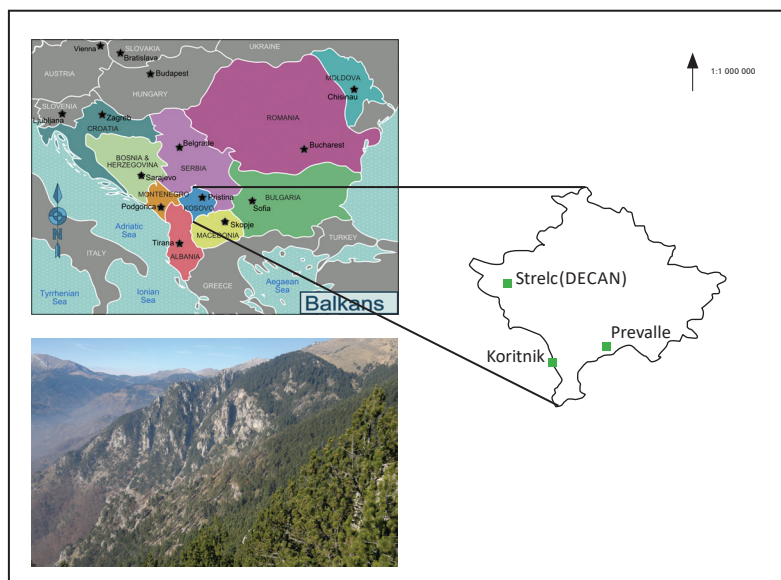 Vienna
SLOVAKIA
Bratislava
UKRAINE
AUSTRIA
Budapest
HUNGARY
MOLDOVA
Chisinau
SLOVENIA
Ljubljana
Zagreb
CROATIA
ROMANIA
Belgrade
Bucharest
BOSNIA &
HERZEGOVINA
Sarajevo
SERBIA
MONTENEGRO
Pristina
BULGARIA
Podgorica
KOSOVO
Sofia
Adriatic
Sea
Skopje
MACEDONIA
N
ITALY
Tirana
ALBANIA
TURKEY
GREECE
Tyrrhenian
Sea
Ionian
Sea
Aegaean
Sea
Balkans
1:1 000 000
Strelc(DECAN)
Prevalle
Koritnik